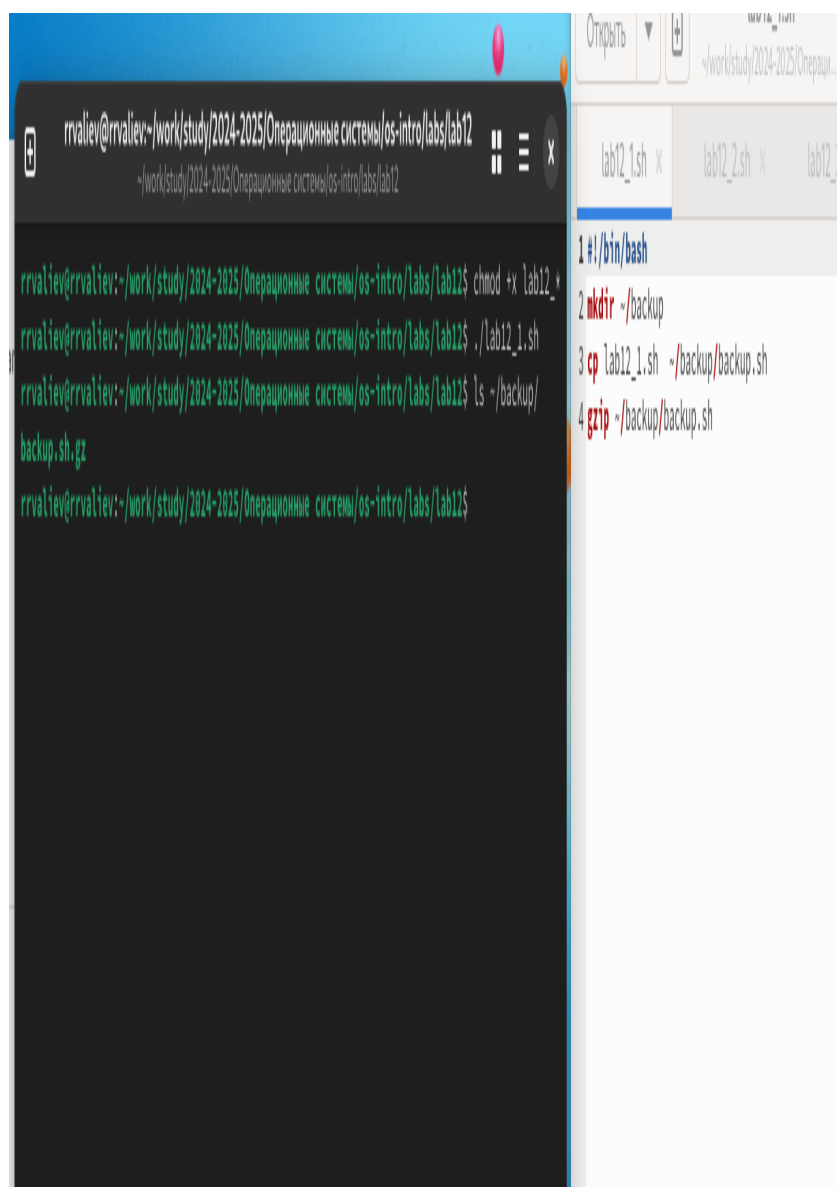 rrvaliev@rrvaliev:~/work/study/2024-2025/Операционные системы/os-intro/labs/lab12
~/work/study/2024-2025/Операционные системы/os-intro/labs/lab12
rrvaliev@rrvaliev:~/work/study/2024-2025/Операционные системы/os-intro/labs/lab12$ chmod +x lab12_*
rrvaliev@rrvaliev:~/work/study/2024-2025/Операционные системы/os-intro/labs/lab12$ ./lab12_1.sh
rrvaliev@rrvaliev:~/work/study/2024-2025/Операционные системы/os-intro/labs/lab12$ ls ~/backup/
backup.sh.gz
rrvaliev@rrvaliev:~/work/study/2024-2025/Операционные системы/os-intro/labs/lab12$
Открыть
~/work/study/2024-2025/Операци...
lab12_1.sh × lab12_2.sh × lab12_
1 #!/bin/bash
2 mkdir ~/backup
3 cp lab12_1.sh ~/backup/backup.sh
4 gzip ~/backup/backup.sh